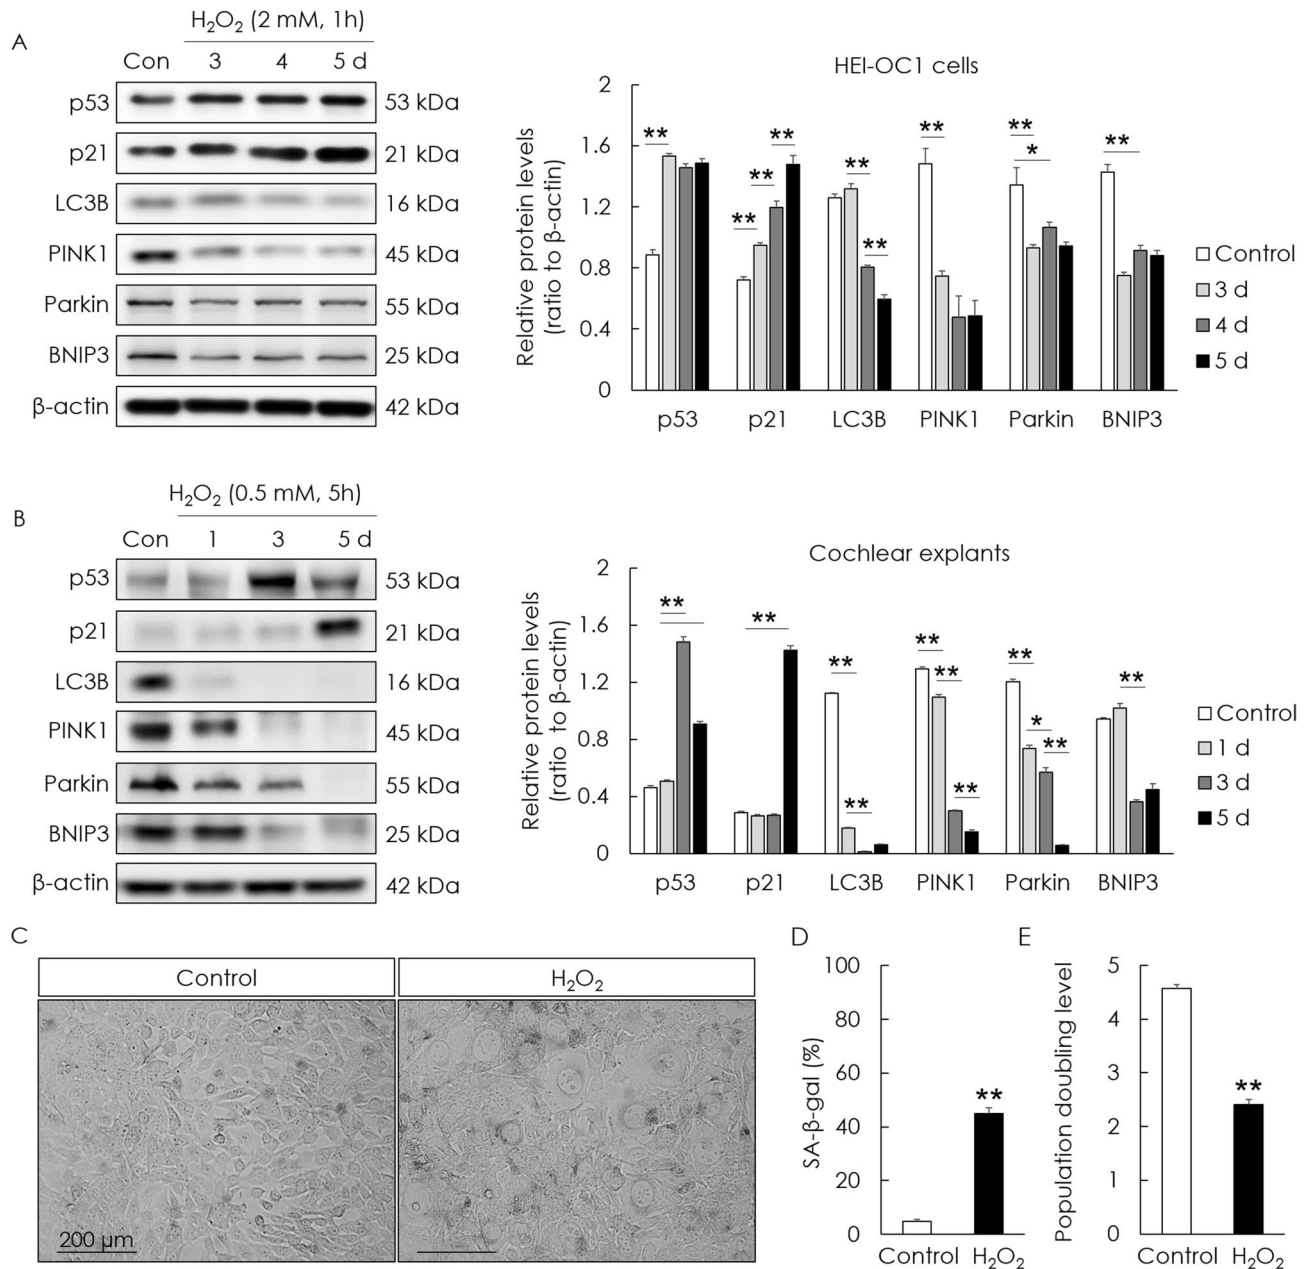 A
H₂O₂ (2 mM, 1h)
Con 3 4 5 d
p53 53 kDa
p21 21 kDa
LC3B 16 kDa
PINK1 45 kDa
Parkin 55 kDa
BNIP3 25 kDa
β-actin 42 kDa
HEI-OC1 cells
Relative protein levels
(ratio to β-actin)
2
1.6
1.2
0.8
0.4
0
** ** ** ** ** ** ** ** * **
p53 p21 LC3B PINK1 Parkin BNIP3
Control
3 d
4 d
5 d
B
H₂O₂ (0.5 mM, 5h)
Con 1 3 5 d
p53 53 kDa
p21 21 kDa
LC3B 16 kDa
PINK1 45 kDa
Parkin 55 kDa
BNIP3 25 kDa
β-actin 42 kDa
Cochlear explants
Relative protein levels
(ratio to β-actin)
2
1.6
1.2
0.8
0.4
0
** ** ** ** ** ** ** ** * ** **
p53 p21 LC3B PINK1 Parkin BNIP3
Control
1 d
3 d
5 d
C
Control H₂O₂
200 µm
D
SA-β-gal (%)
100
80
60
40
20
0
**
Control H₂O₂
E
Population doubling level
5
4
3
2
1
0
**
Control H₂O₂